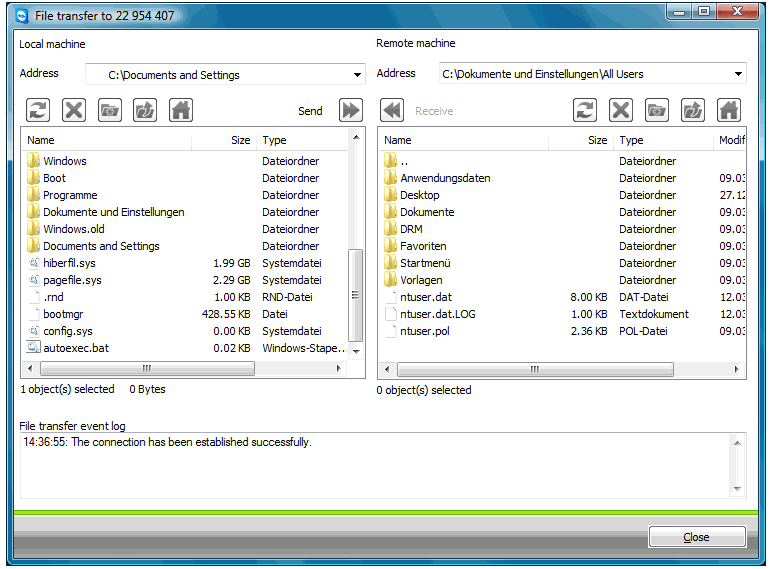 File transfer to 22 954 407
Local machine
Remote machine
Address C:\Documents and Settings
Address C:\Dokumente und Einstellungen\All Users
Send
Receive
Name Size Type
Windows Dateiordner
Boot Dateiordner
Programme Dateiordner
Dokumente und Einstellungen Dateiordner
Windows.old Dateiordner
Documents and Settings Dateiordner
hiberfil.sys 1.99 GB Systemdatei
pagefile.sys 2.29 GB Systemdatei
.rnd 1.00 KB RND-Datei
bootmgr 428.55 KB Datei
config.sys 0.00 KB Systemdatei
autoexec.bat 0.02 KB Windows-Stape...
1 object(s) selected 0 Bytes
Name Size Type Modif
.. Dateiordner
Anwendungsdaten Dateiordner 09.03
Desktop Dateiordner 27.12
Dokumente Dateiordner 09.03
DRM Dateiordner 09.03
Favoriten Dateiordner 09.03
Startmenü Dateiordner 09.03
Vorlagen Dateiordner 09.03
ntuser.dat 8.00 KB DAT-Datei 12.03
ntuser.dat.LOG 1.00 KB Textdokument 12.03
ntuser.pol 2.36 KB POL-Datei 09.03
0 object(s) selected
File transfer event log
14:36:55: The connection has been established successfully.
Close